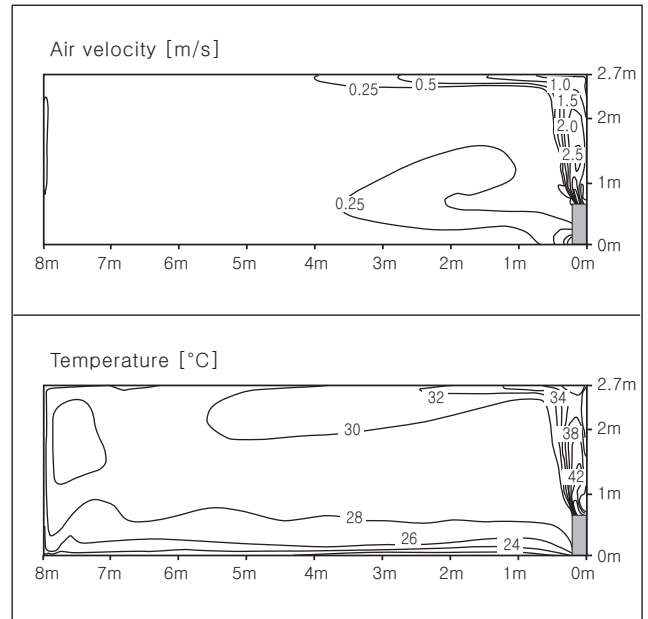 Air velocity [m/s]
2.7m
0.25
0.5
1.0
1.5
2m
2.0
2.5
1m
0.25
0m
8m 7m 6m 5m 4m 3m 2m 1m 0m
Temperature [°C]
2.7m
32
34
30
38
2m
42
1m
28
26
24
0m
8m 7m 6m 5m 4m 3m 2m 1m 0m